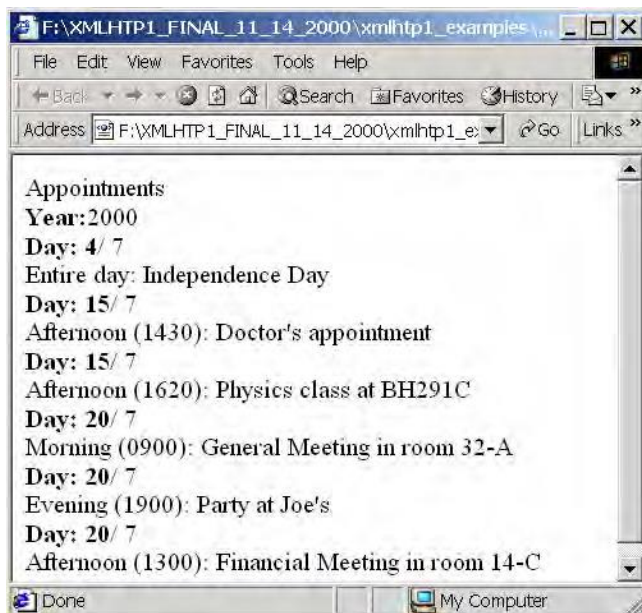 F:\XMLHTP1_FINAL_11_14_2000\xmlhtp1_examples\...
File Edit View Favorites Tools Help
Back Search Favorites History »
Address F:\XMLHTP1_FINAL_11_14_2000\xmlhtp1_e Go Links »
Appointments
Year:2000
Day: 4/ 7
Entire day: Independence Day
Day: 15/ 7
Afternoon (1430): Doctor's appointment
Day: 15/ 7
Afternoon (1620): Physics class at BH291C
Day: 20/ 7
Morning (0900): General Meeting in room 32-A
Day: 20/ 7
Evening (1900): Party at Joe's
Day: 20/ 7
Afternoon (1300): Financial Meeting in room 14-C
Done My Computer